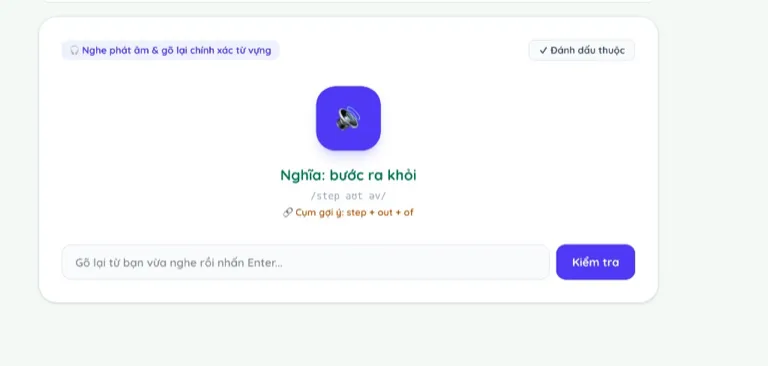 🎧 Nghe phát âm & gõ lại chính xác từ vựng
✓ Đánh dấu thuộc
Nghĩa: bước ra khỏi
/step aʊt əv/
🔗 Cụm gợi ý: step + out + of
Gõ lại từ bạn vừa nghe rồi nhấn Enter...
Kiểm tra